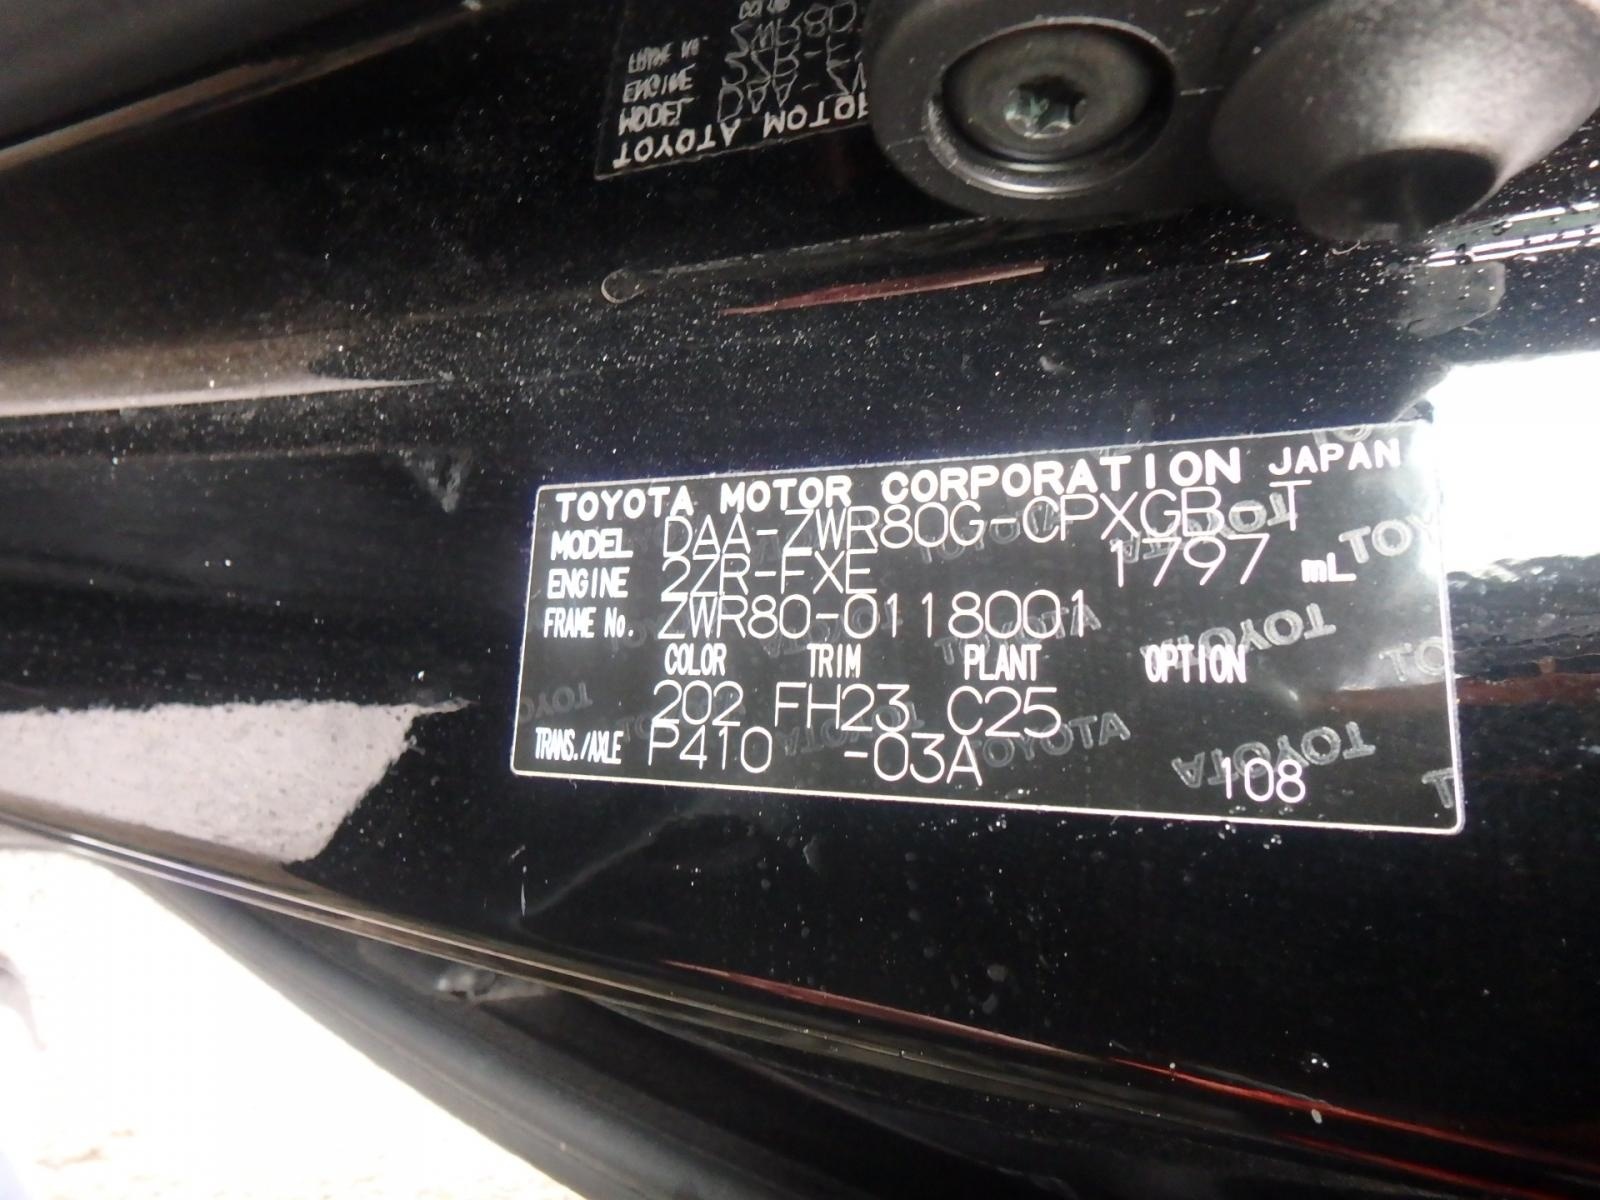 TOYOTA MOTOR CORPORATION JAPAN
MODEL DAA-ZWR80G-CPXGB T
ENGINE 2ZR-FXE 1797 mL
FRAME No. ZWR80-0118001
COLOR TRIM PLANT OPTION
202 FH23 C25
TRANS./AXLE P410 -03A 108